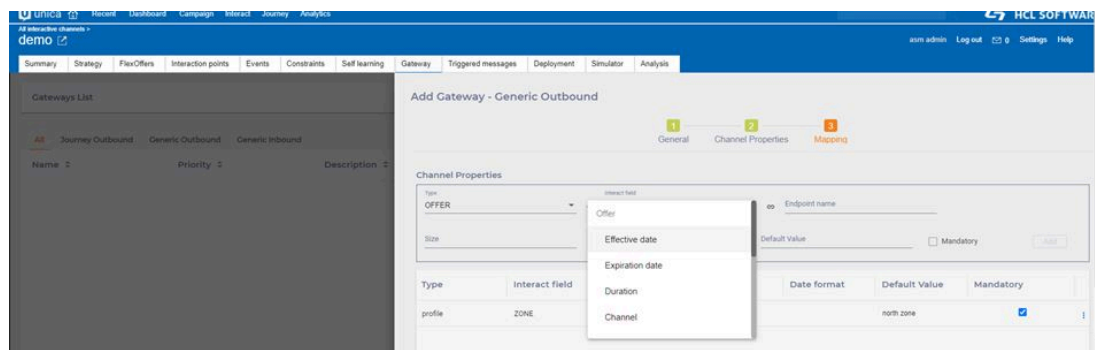 unica Recent Dashboard Campaign Interact Journey Analytics HCL SOFTWAR
All interactive channels >
demo asm admin Log out 0 Settings Help
Summary Strategy FlexOffers Interaction points Events Constraints Self learning Gateway Triggered messages Deployment Simulator Analysis
Gateways List
All Journey Outbound Generic Outbound Generic Inbound
Name Priority Description
Add Gateway - Generic Outbound
1 2 3
General Channel Properties Mapping
Channel Properties
Type Interact field
OFFER Endpoint name
Offer
Size Effective date Default Value Mandatory Add
Expiration date
Type Interact field Duration Date format Default Value Mandatory
profile ZONE Channel north zone